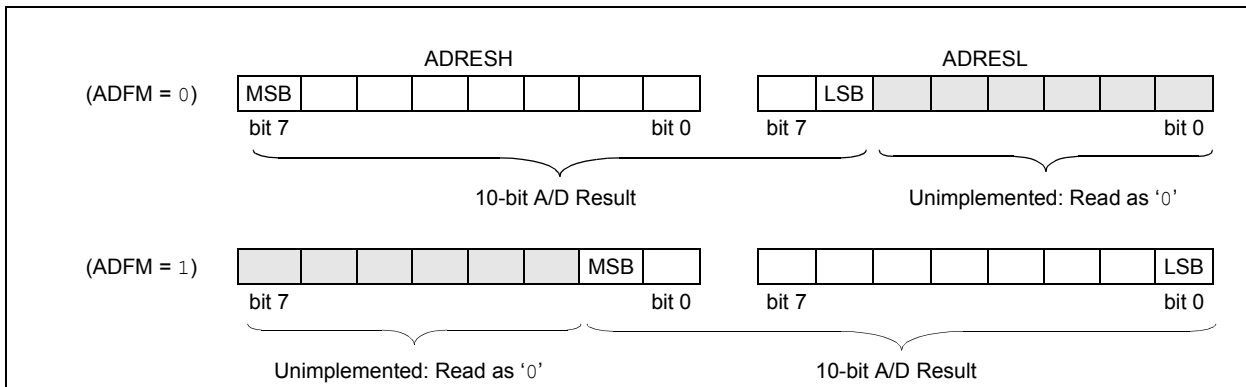 ADRESH ADRESL
(ADFM = 0) MSB LSB
bit 7 bit 0 bit 7 bit 0
10-bit A/D Result Unimplemented: Read as ‘0’
(ADFM = 1) MSB LSB
bit 7 bit 0 bit 7 bit 0
Unimplemented: Read as ‘0’ 10-bit A/D Result